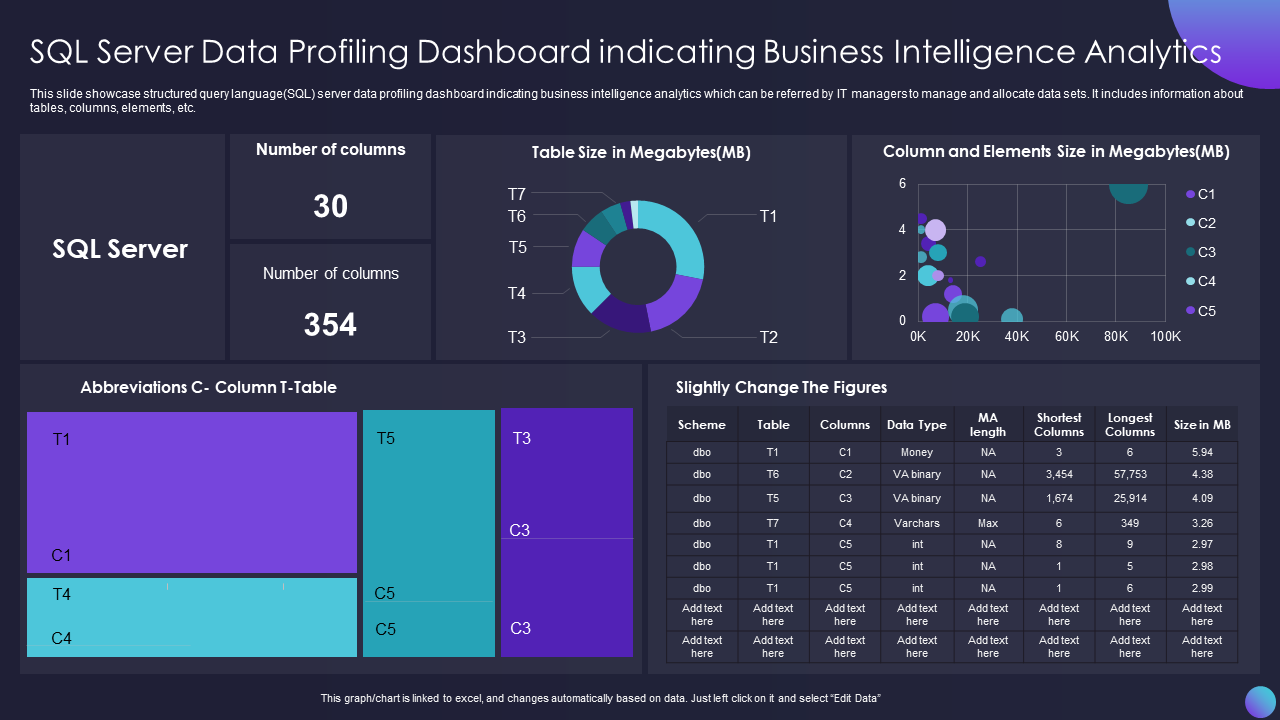 SQL Server Data Profiling Dashboard indicating Business Intelligence Analytics
This slide showcase structured query language(SQL) server data profiling dashboard indicating business intelligence analytics which can be referred by IT managers to manage and allocate data sets. It includes information about
tables, columns, elements, etc.
SQL Server
Number of columns
30
Number of columns
354
Table Size in Megabytes(MB)
T7
T6
T5
T4
T3
T1
T2
Column and Elements Size in Megabytes(MB)
6
4
2
0
0K 20K 40K 60K 80K 100K
C1
C2
C3
C4
C5
Abbreviations C- Column T-Table
T1
C1
T4
C4
T5
C5
C5
T3
C3
C3
Slightly Change The Figures
Scheme Table Columns Data Type MA length Shortest Columns Longest Columns Size in MB
dbo T1 C1 Money NA 3 6 5.94
dbo T6 C2 VA binary NA 3,454 57,753 4.38
dbo T5 C3 VA binary NA 1,674 25,914 4.09
dbo T7 C4 Varchars Max 6 349 3.26
dbo T1 C5 int NA 8 9 2.97
dbo T1 C5 int NA 1 5 2.98
dbo T1 C5 int NA 1 6 2.99
Add text here Add text here Add text here Add text here Add text here Add text here Add text here Add text here
Add text here Add text here Add text here Add text here Add text here Add text here Add text here Add text here
This graph/chart is linked to excel, and changes automatically based on data. Just left click on it and select “Edit Data”